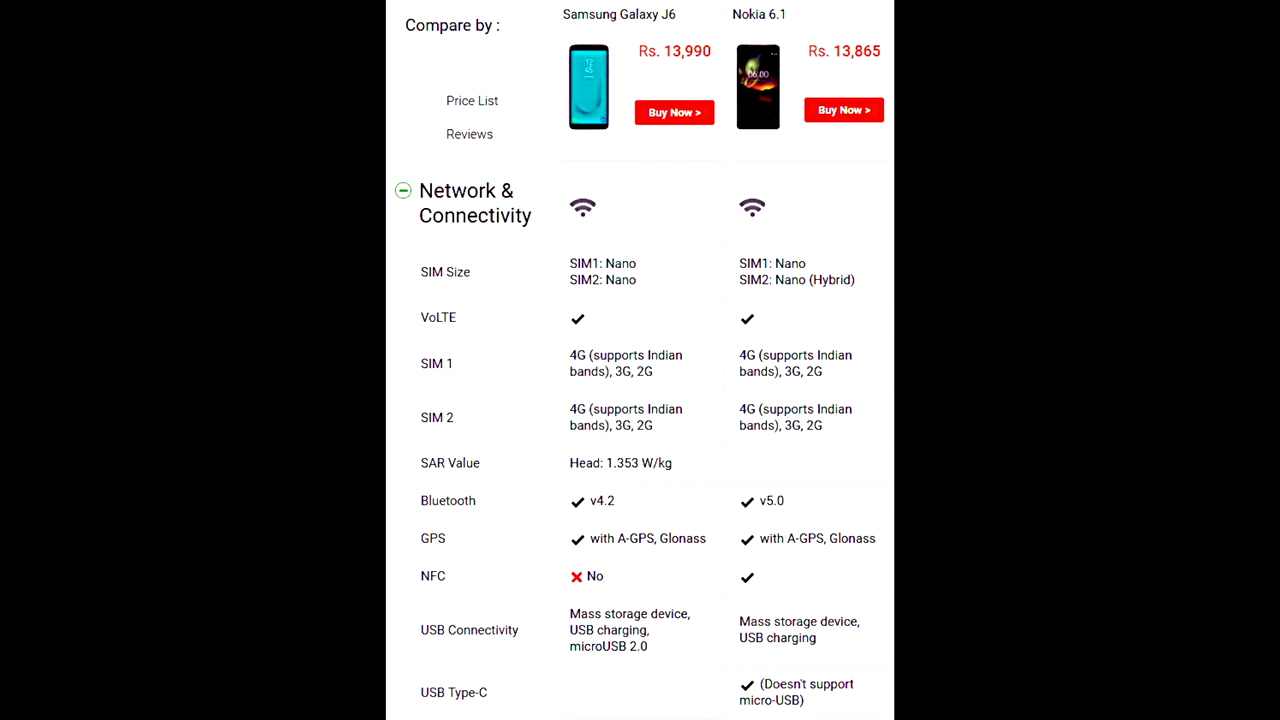 Compare by :
Samsung Galaxy J6
Nokia 6.1
Rs. 13,990
Rs. 13,865
Buy Now >
Buy Now >
Price List
Reviews
06:00
Network &
Connectivity
SIM Size
SIM1: Nano
SIM2: Nano
SIM1: Nano
SIM2: Nano (Hybrid)
VoLTE
SIM 1
4G (supports Indian
bands), 3G, 2G
4G (supports Indian
bands), 3G, 2G
SIM 2
4G (supports Indian
bands), 3G, 2G
4G (supports Indian
bands), 3G, 2G
SAR Value
Head: 1.353 W/kg
Bluetooth
v4.2
v5.0
GPS
with A-GPS, Glonass
with A-GPS, Glonass
NFC
No
USB Connectivity
Mass storage device,
USB charging,
microUSB 2.0
Mass storage device,
USB charging
USB Type-C
(Doesn't support
micro-USB)